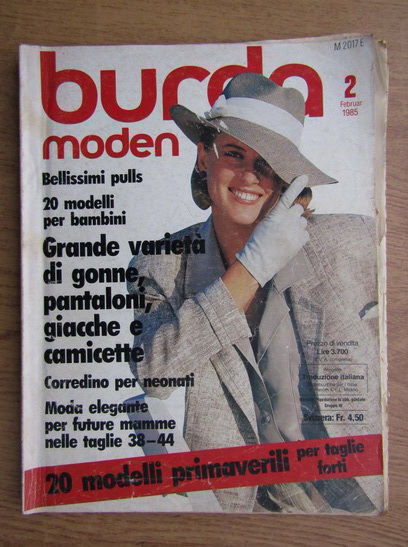 M 2017 E
burda
moden
2
Februar
1985
Bellissimi pulls
20 modelli
per bambini
Grande varietà
di gonne,
pantaloni,
giacche e
camicette
Corredino per neonati
Moda elegante
per future mamme
nelle taglie 38–44
Prezzo di vendita
Lire 3.700
Traduzione italiana
Svizzera: Fr. 4,50
20 modelli primaverili per taglie
forti